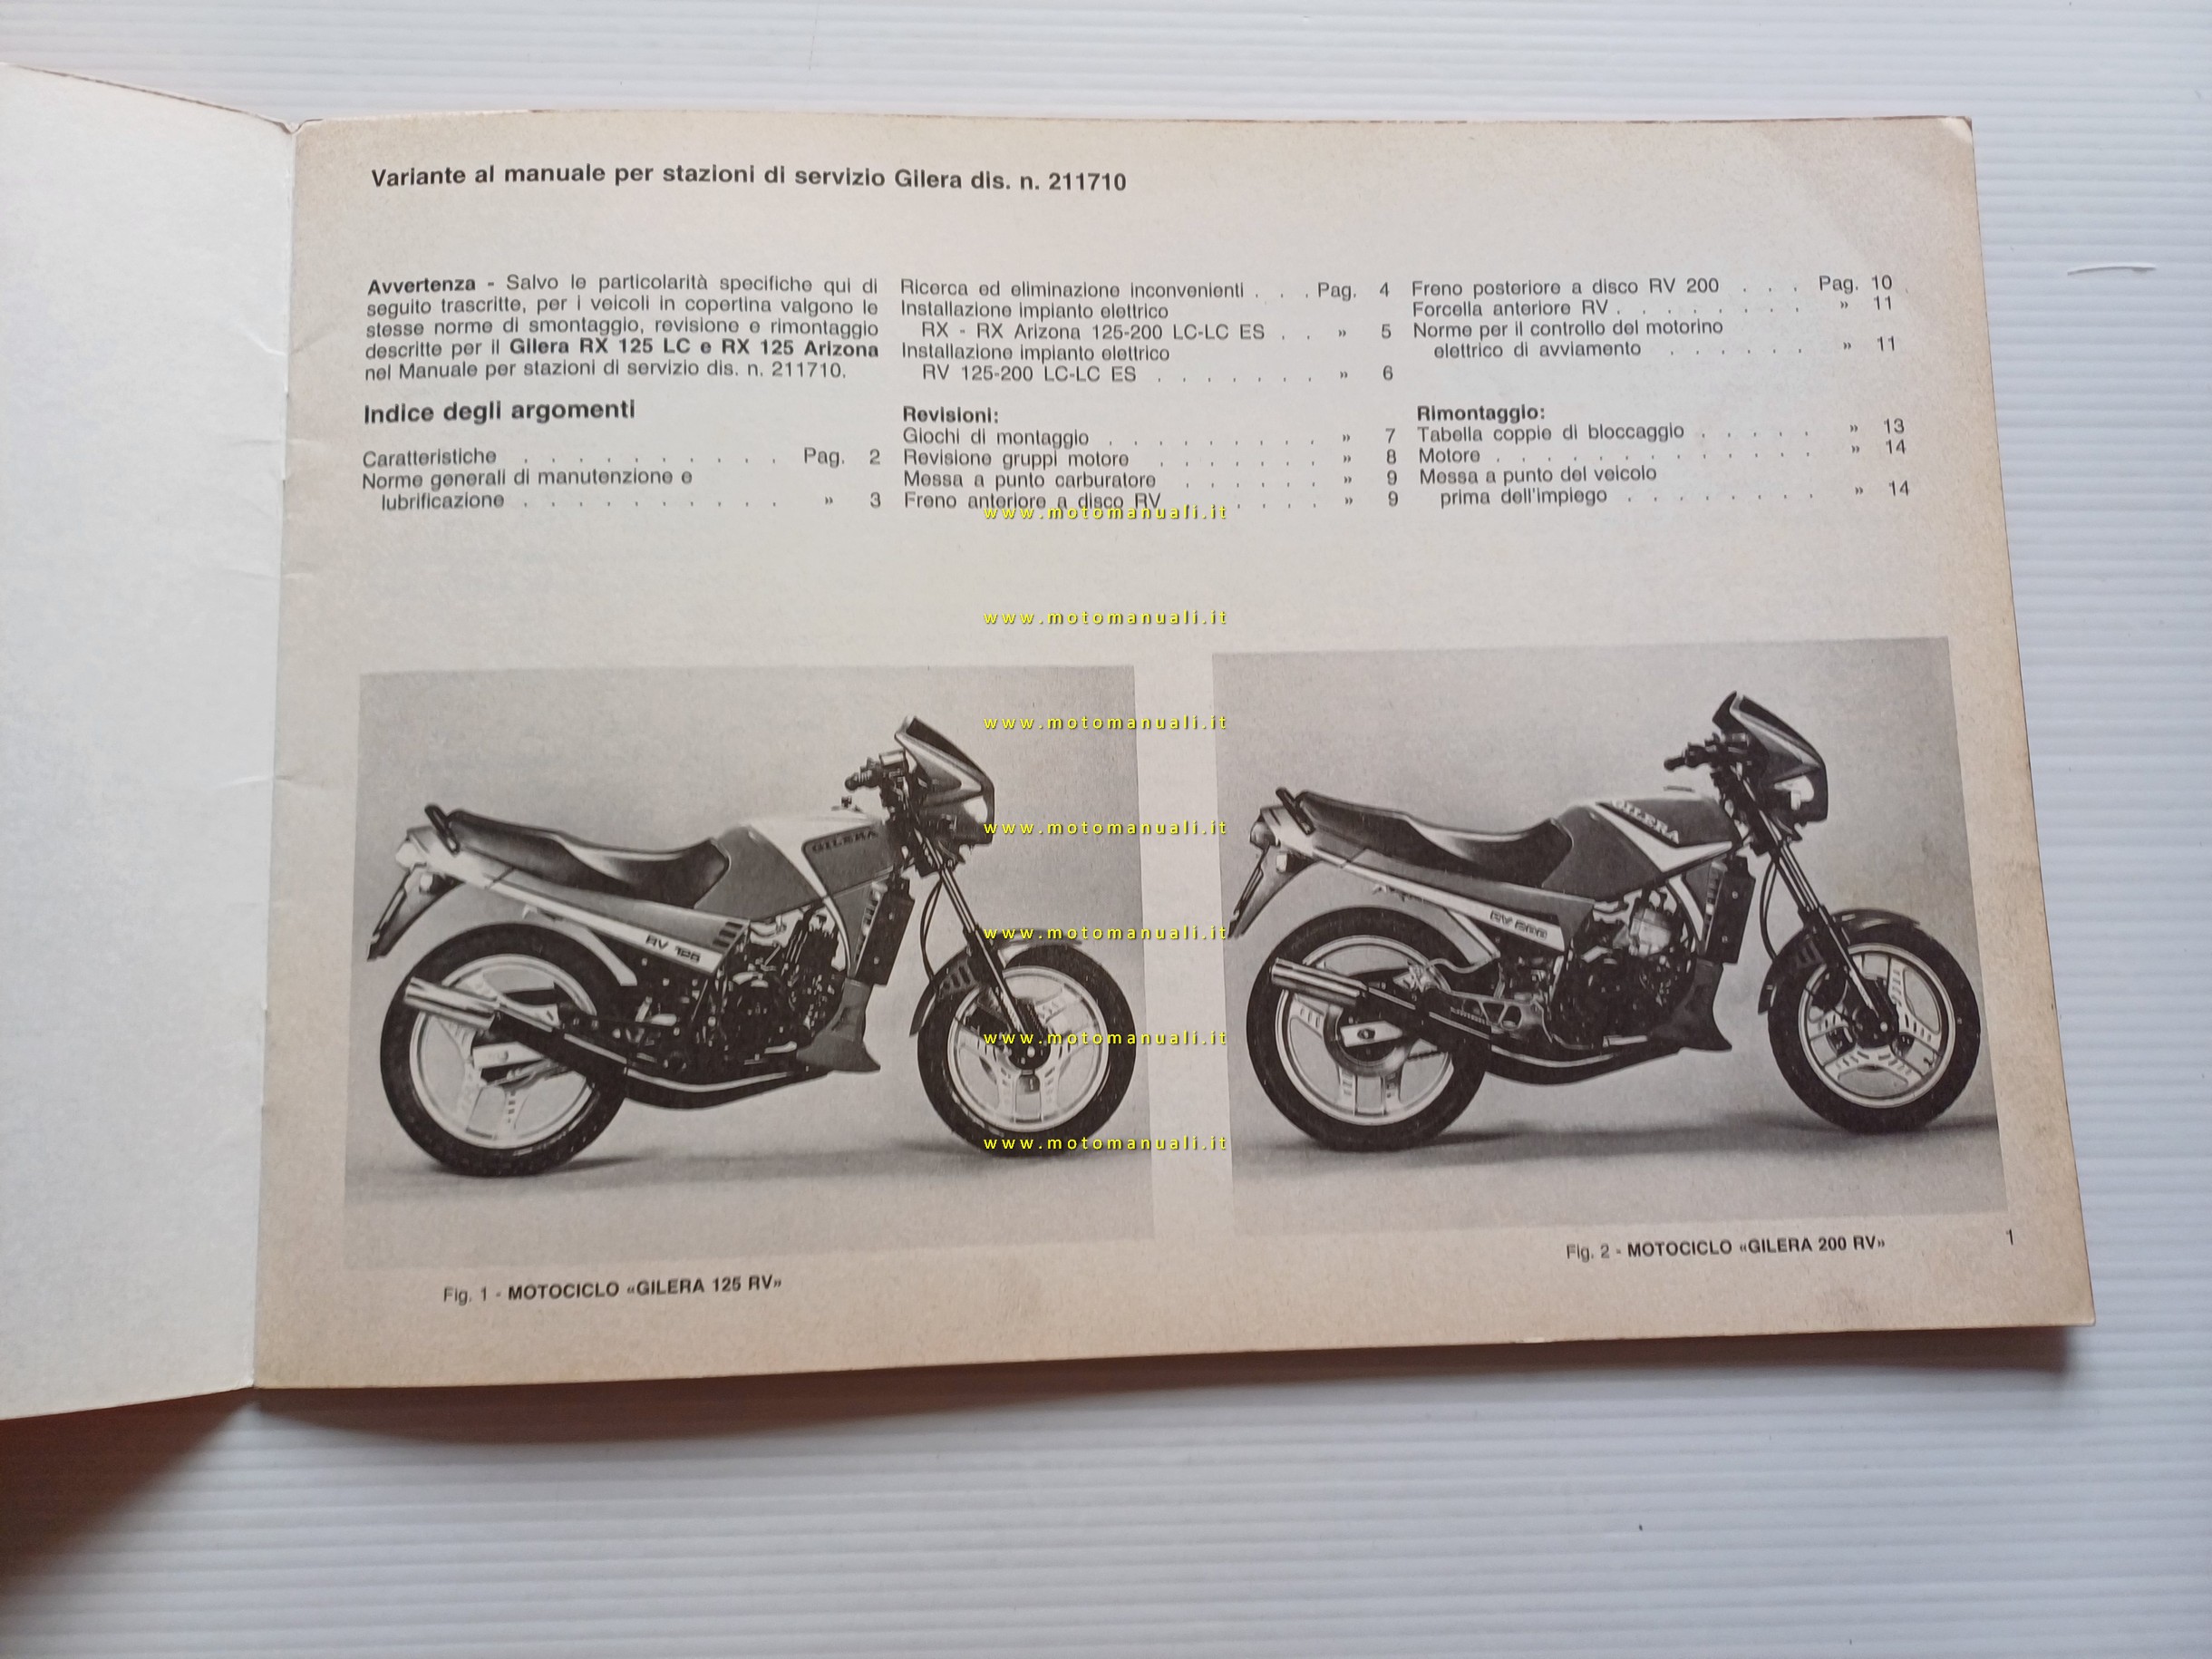 Variante al manuale per stazioni di servizio Gilera dis. n. 211710
Avvertenza - Salvo le particolarità specifiche qui di
seguito trascritte, per i veicoli in copertina valgono le
stesse norme di smontaggio, revisione e rimontaggio
descritte per il Gilera RX 125 LC e RX 125 Arizona
nel Manuale per stazioni di servizio dis. n. 211710.
Indice degli argomenti
Caratteristiche . . . . . . . . . . Pag. 2
Norme generali di manutenzione e
lubrificazione . . . . . . . . . . » 3
Ricerca ed eliminazione inconvenienti . . . Pag. 4
Installazione impianto elettrico
RX - RX Arizona 125-200 LC-LC ES . . » 5
Installazione impianto elettrico
RV 125-200 LC-LC ES . . . . . . . » 6
Revisioni:
Giochi di montaggio . . . . . . . . . » 7
Revisione gruppi motore . . . . . . . » 8
Messa a punto carburatore . . . . . . » 9
Freno anteriore a disco RV . . . . » 9
Freno posteriore a disco RV 200 . . . Pag. 10
Forcella anteriore RV . . . . . . . . » 11
Norme per il controllo del motorino
elettrico di avviamento . . . . . . » 11
Rimontaggio:
Tabella coppie di bloccaggio . . . . . » 13
Motore . . . . . . . . . . . . . » 14
Messa a punto del veicolo
prima dell'impiego . . . . . . . . » 14
www.motomanuali.it
www.motomanuali.it
www.motomanuali.it
www.motomanuali.it
www.motomanuali.it
www.motomanuali.it
www.motomanuali.it
GILERA
RV 125
GILERA
RV 200
Fig. 1 - MOTOCICLO «GILERA 125 RV»
Fig. 2 - MOTOCICLO «GILERA 200 RV»
1